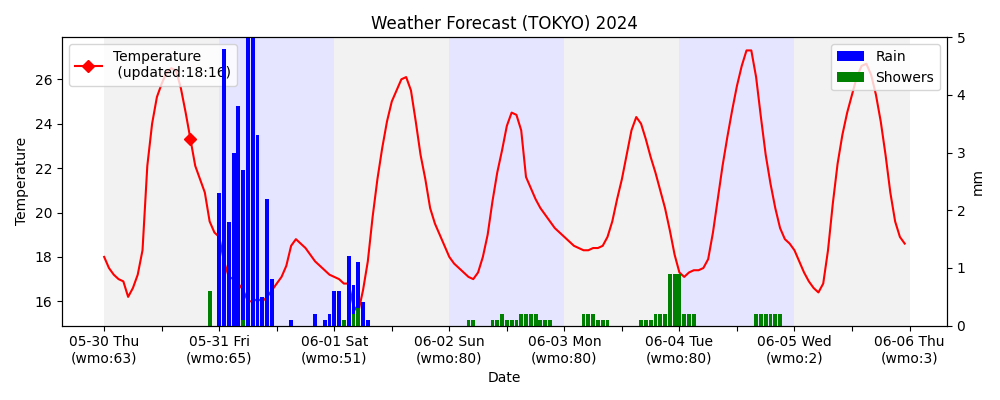 Weather Forecast (TOKYO) 2024
Temperature
(updated:18:16)
Rain
Showers
Temperature
26
24
22
20
18
16
5
4
3
2
1
0
mm
05-30 Thu
(wmo:63)
05-31 Fri
(wmo:65)
06-01 Sat
(wmo:51)
06-02 Sun
(wmo:80)
06-03 Mon
(wmo:80)
06-04 Tue
(wmo:80)
06-05 Wed
(wmo:2)
06-06 Thu
(wmo:3)
Date